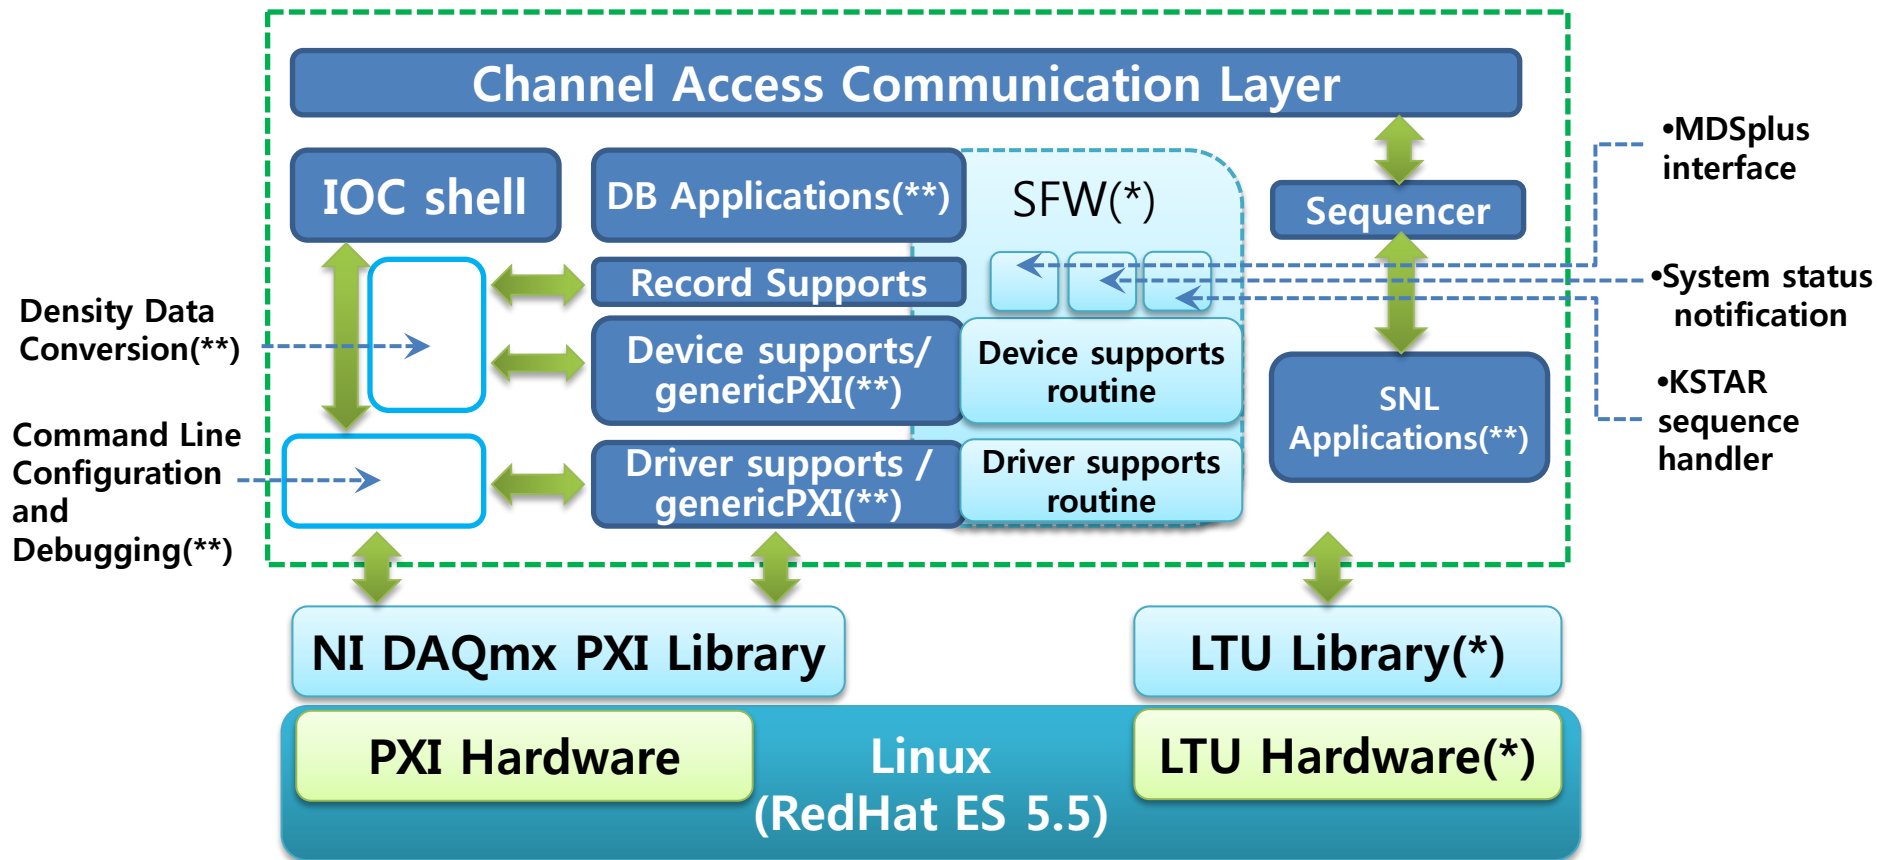 Channel Access Communication Layer
IOC shell
DB Applications(**)
SFW(*)
Sequencer
Record Supports
Device supports/
genericPXI(**)
Device supports
routine
Driver supports /
genericPXI(**)
Driver supports
routine
SNL
Applications(**)
Density Data
Conversion(**)
Command Line
Configuration
and
Debugging(**)
•MDSplus
interface
•System status
notification
•KSTAR
sequence
handler
NI DAQmx PXI Library
LTU Library(*)
PXI Hardware
Linux
(RedHat ES 5.5)
LTU Hardware(*)